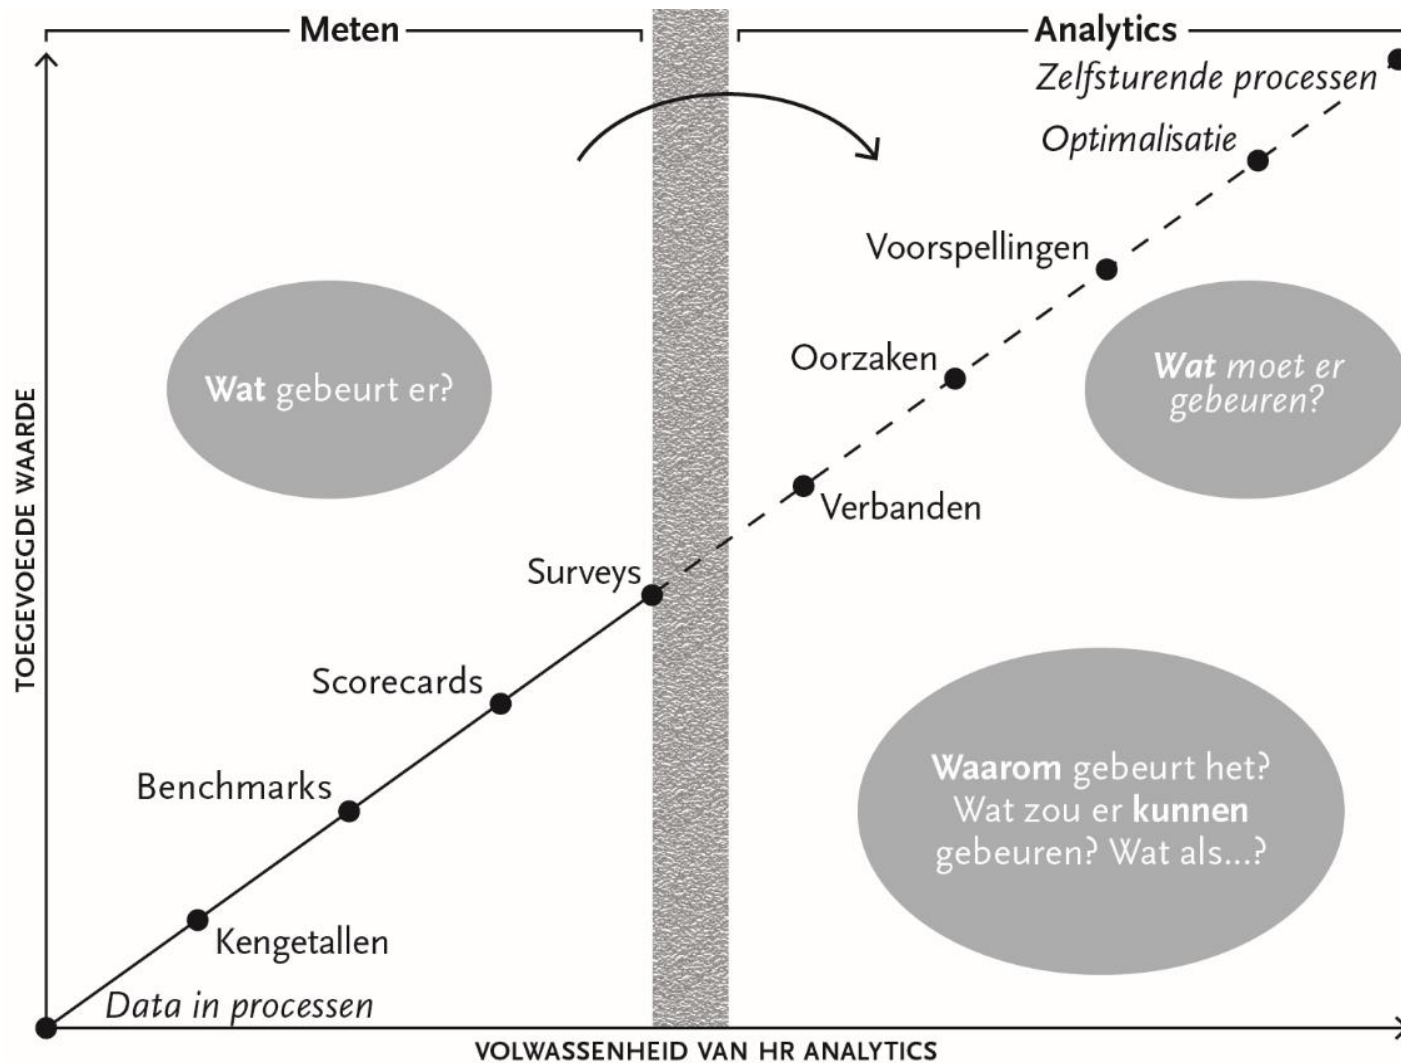 Meten
Analytics
Zelfsturende processen
Optimalisatie
Voorspellingen
Oorzaken
Wat gebeurt er?
Wat moet er
gebeuren?
Verbanden
Surveys
Scorecards
Benchmarks
Waarom gebeurt het?
Wat zou er kunnen
gebeuren? Wat als...?
Kengetallen
Data in processen
TOEGEVOEGDE WAARDE
VOLWASSENHEID VAN HR ANALYTICS